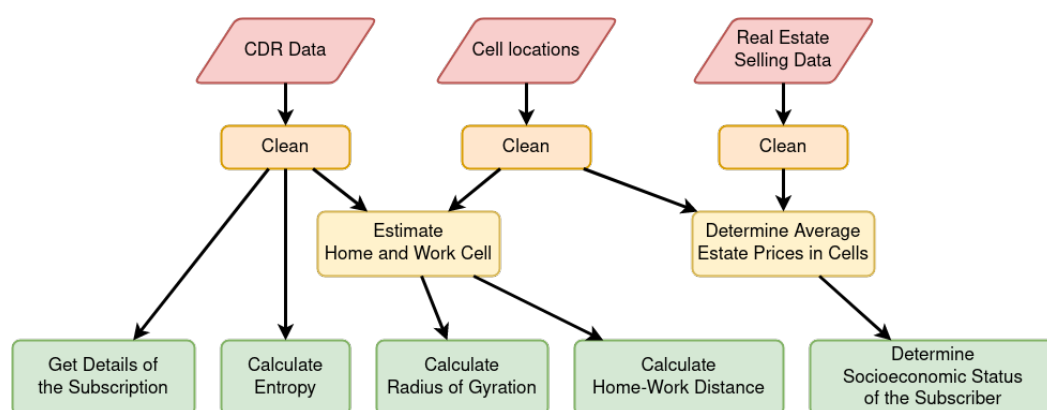 CDR Data
Cell locations
Real Estate
Selling Data
Clean
Clean
Clean
Estimate
Home and Work Cell
Determine Average
Estate Prices in Cells
Get Details of
the Subscription
Calculate
Entropy
Calculate
Radius of Gyration
Calculate
Home-Work Distance
Determine
Socioeconomic Status
of the Subscriber